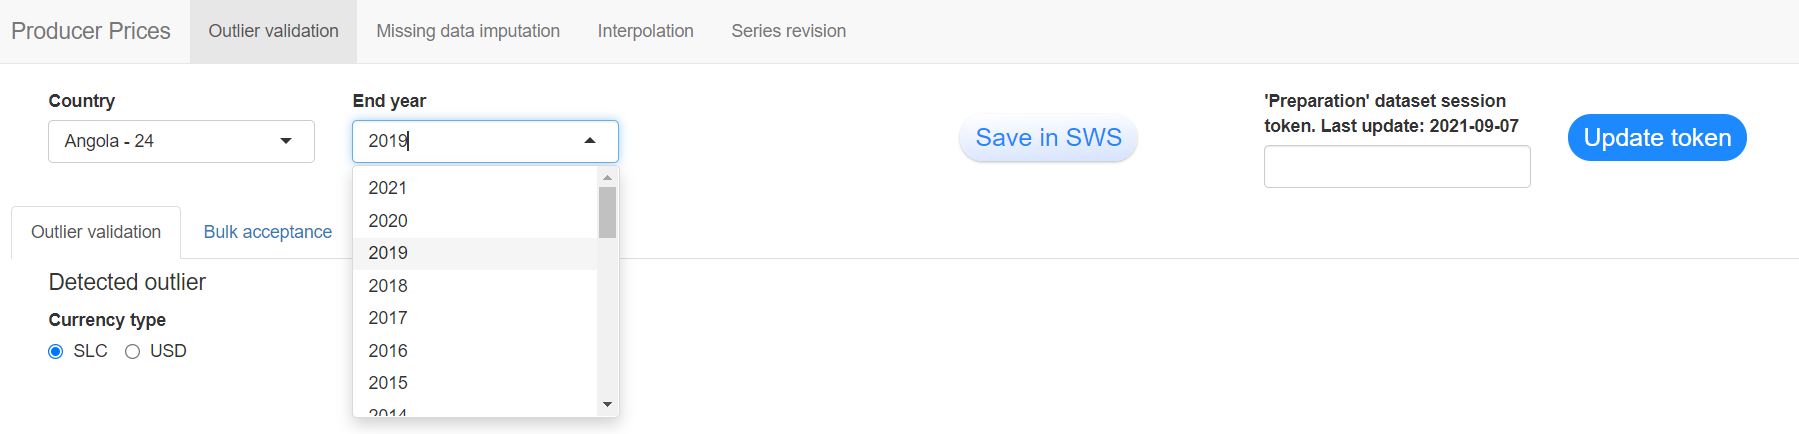 Producer Prices
Outlier validation
Missing data imputation
Interpolation
Series revision
Country
End year
'Preparation' dataset session
token. Last update: 2021-09-07
Angola - 24
2019
Save in SWS
Update token
2021
2020
2019
2018
2017
2016
2015
2014
Outlier validation
Bulk acceptance
Detected outlier
Currency type
SLC
USD